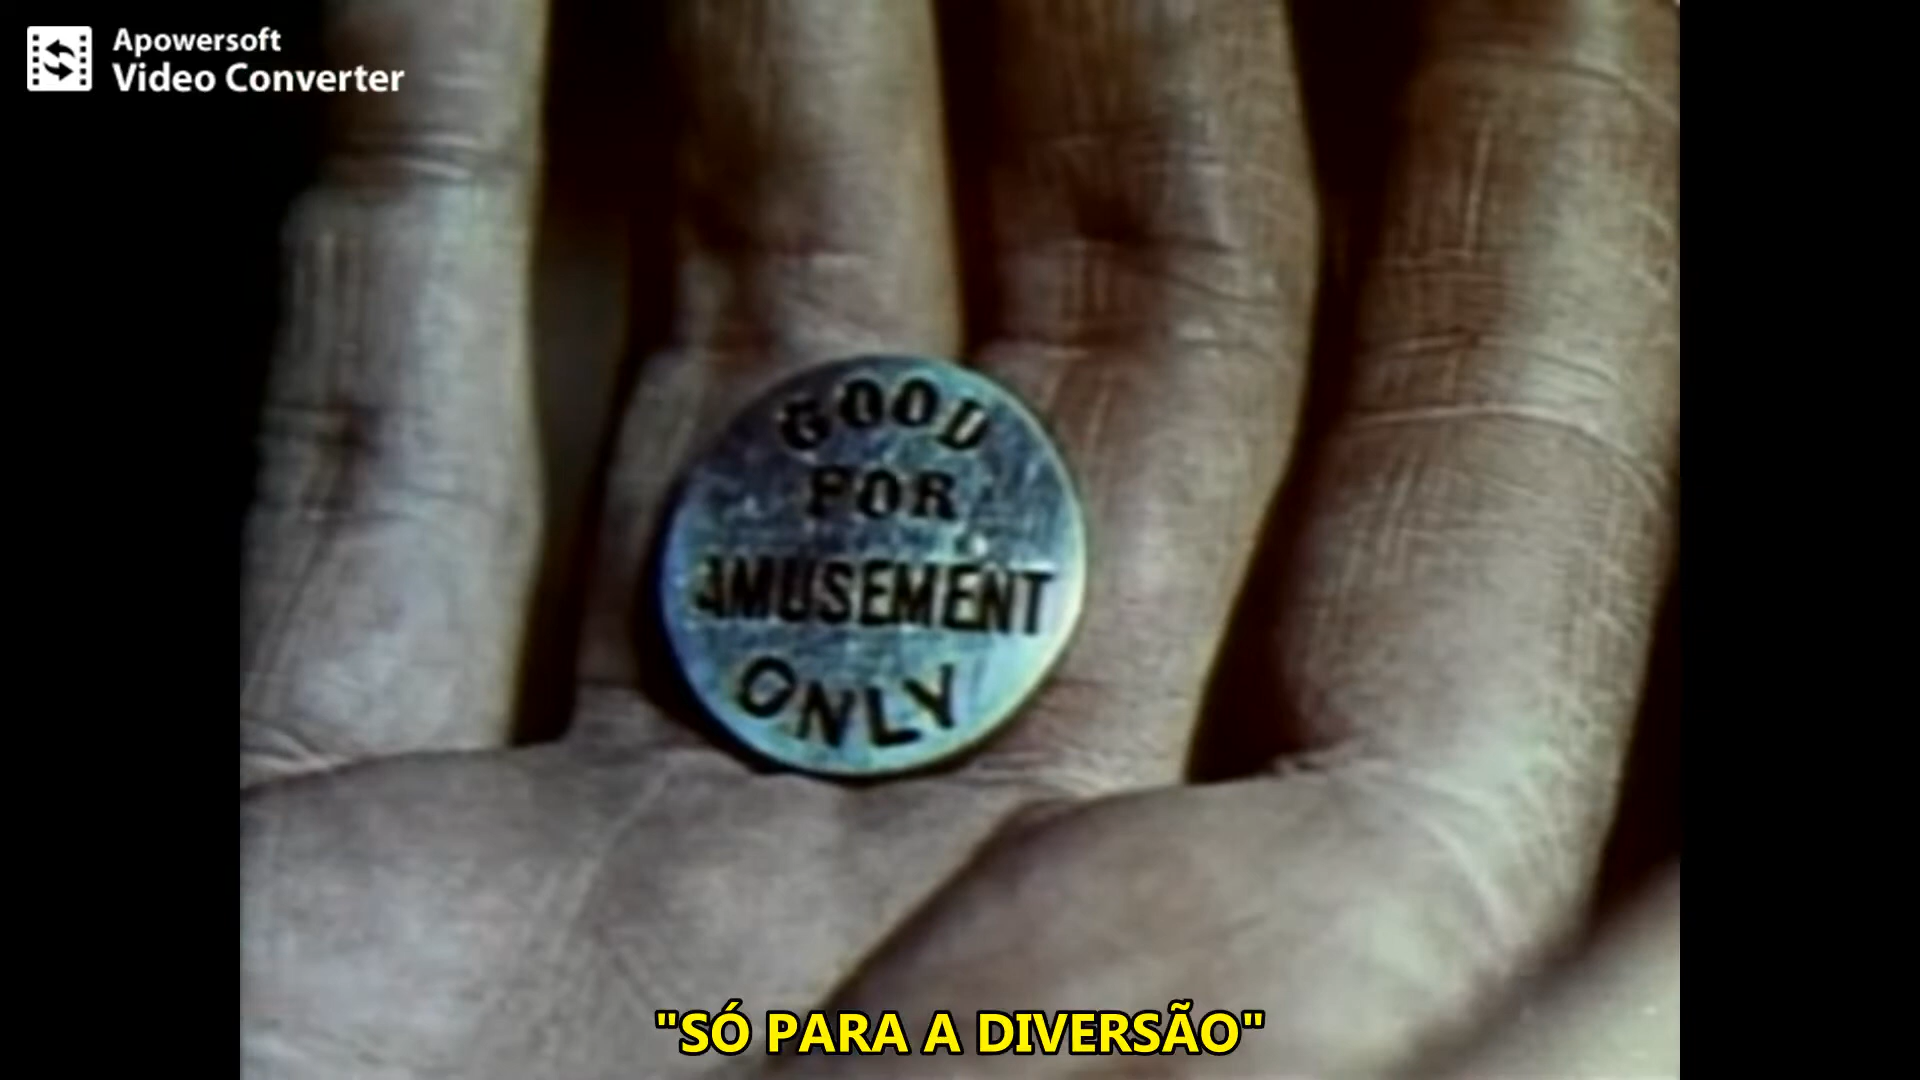 Apowersoft
Video Converter
GOOD
FOR
AMUSEMENT
ONLY
"SÓ PARA A DIVERSÃO"